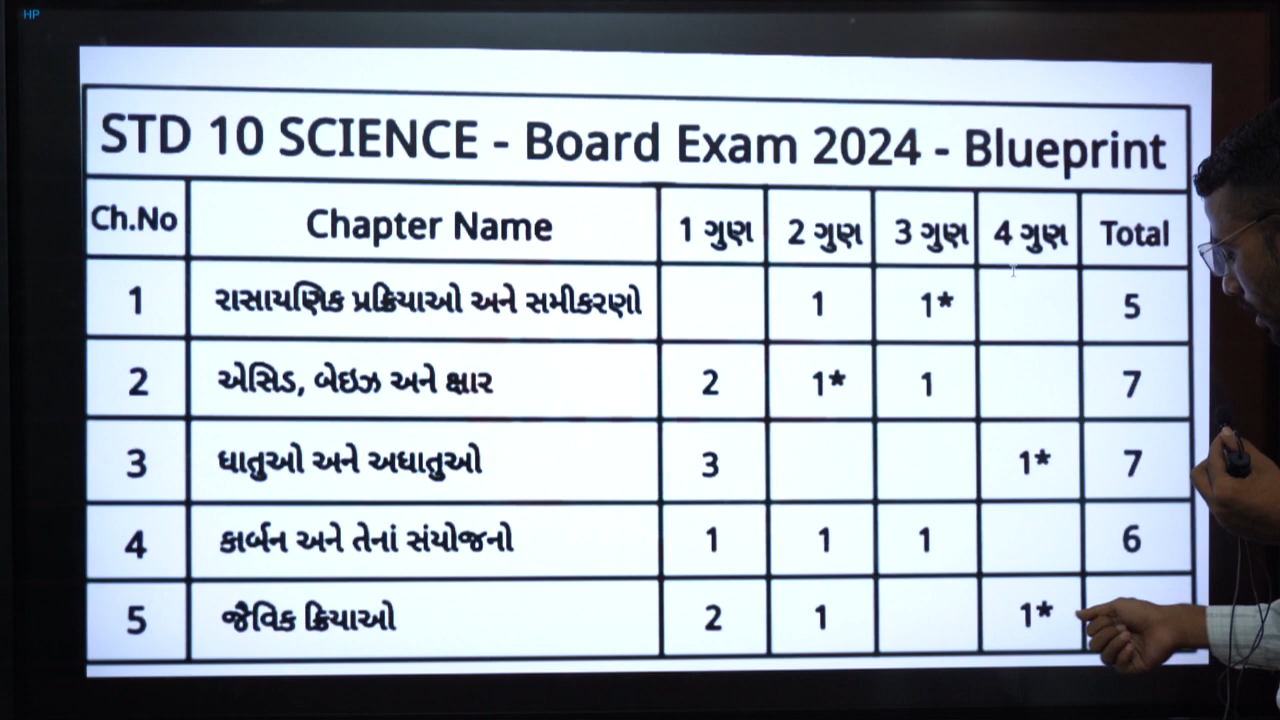 HP
STD 10 SCIENCE - Board Exam 2024 - Blueprint
Ch.No Chapter Name 1 ગુણ 2 ગુણ 3 ગુણ 4 ગુણ Total
1 રાસાયણિક પ્રક્રિયાઓ અને સમીકરણો 1 1* 5
2 એસિડ, બેઇઝ અને ક્ષાર 2 1* 1 7
3 ધાતુઓ અને અધાતુઓ 3 1* 7
4 કાર્બન અને તેનાં સંયોજનો 1 1 1 6
5 જૈવિક ક્રિયાઓ 2 1 1*